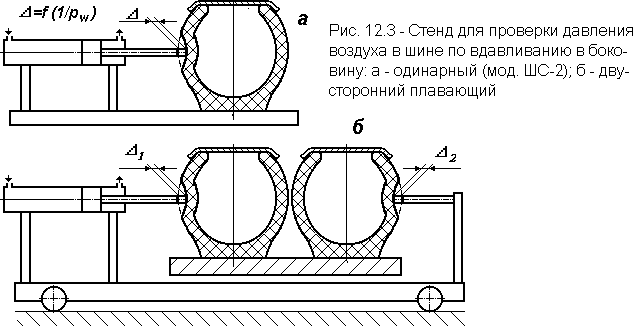 Δ=f (1/pw)
Δ
а
Рис. 12.3 - Стенд для проверки давления
воздуха в шине по вдавливанию в боко-
вину: а - одинарный (мод. ШС-2); б - дву-
сторонний плавающий
б
Δ1
Δ2